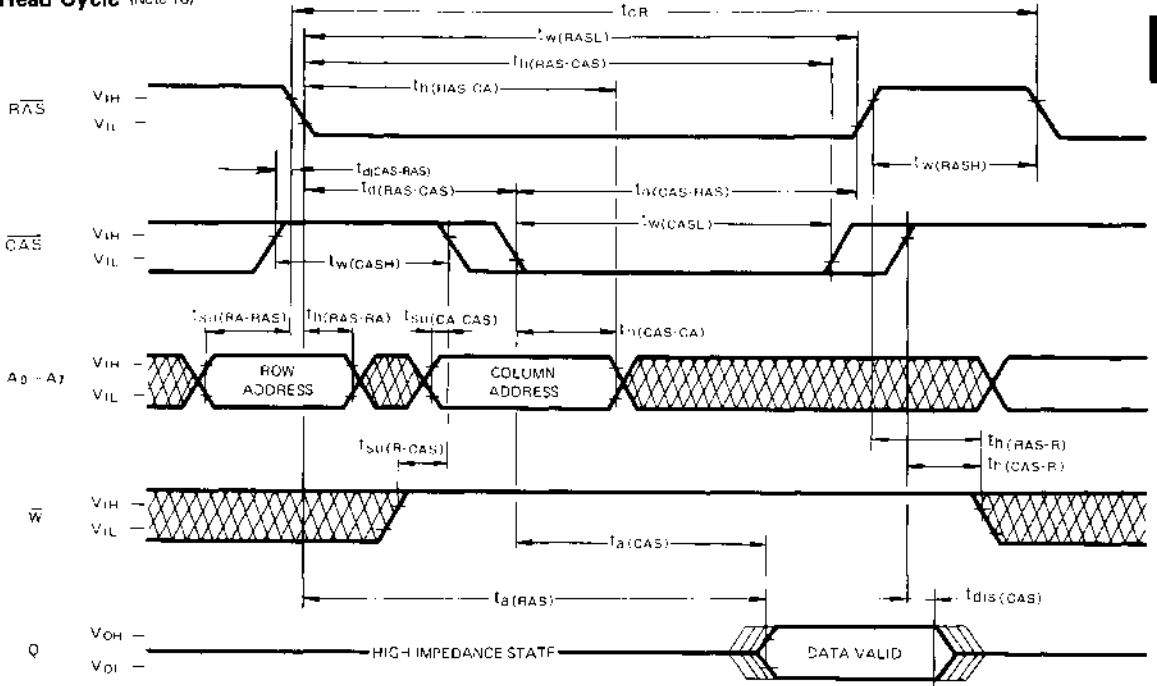 Read Cycle (Note 16)
tCR
tw(RASL)
th(RAS-CAS)
th(RAS-CA)
RAS
VIH
VIL
td(CAS-RAS)
tw(RASH)
td(RAS-CAS)
th(CAS-RAS)
CAS
VIH
VIL
tw(CASL)
tw(CASH)
tsu(RA-RAS)
th(RAS-RA)
tsu(CA-CAS)
th(CAS-CA)
A0 ~ A7
VIH
VIL
ROW
ADDRESS
COLUMN
ADDRESS
tsu(R-CAS)
th(RAS-R)
th(CAS-R)
W
VIH
VIL
ta(CAS)
ta(RAS)
tdis(CAS)
Q
VOH
VOL
HIGH IMPEDANCE STATE
DATA VALID